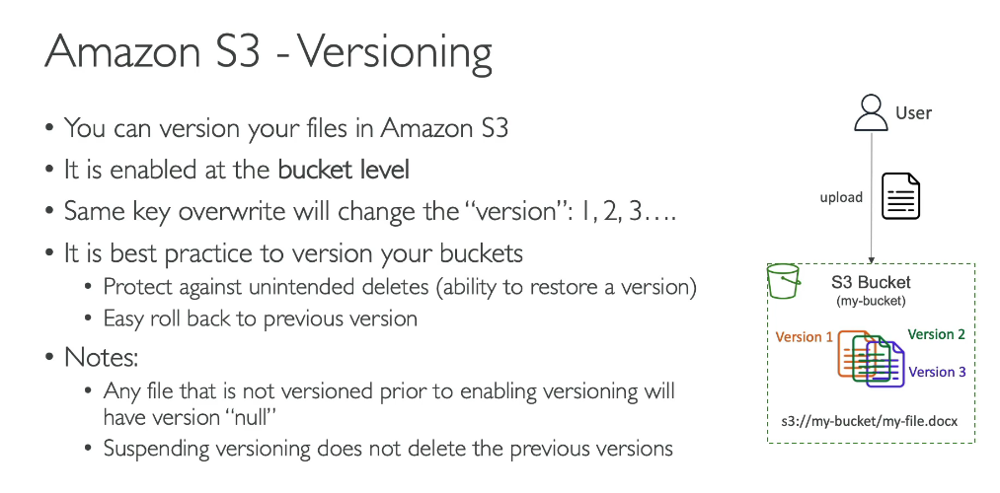 Amazon S3 - Versioning
• You can version your files in Amazon S3
• It is enabled at the bucket level
• Same key overwrite will change the “version”: 1, 2, 3….
• It is best practice to version your buckets
• Protect against unintended deletes (ability to restore a version)
• Easy roll back to previous version
• Notes:
• Any file that is not versioned prior to enabling versioning will
have version “null”
• Suspending versioning does not delete the previous versions
User
upload
S3 Bucket
(my-bucket)
Version 1
Version 2
Version 3
s3://my-bucket/my-file.docx